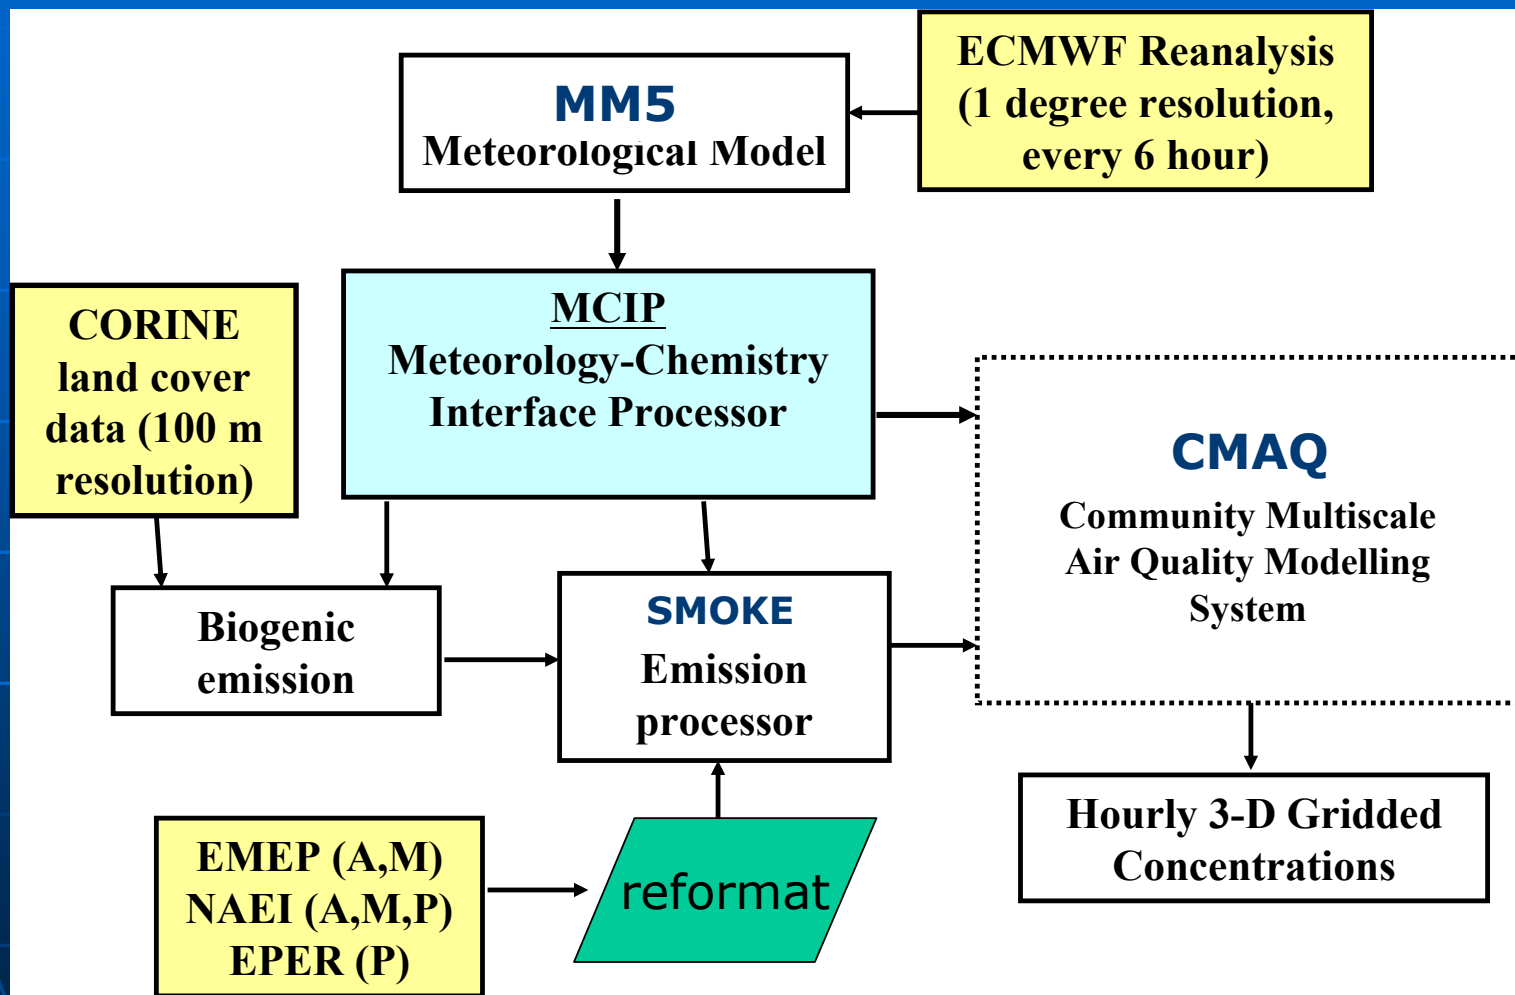 MM5
Meteorological Model
ECMWF Reanalysis
(1 degree resolution,
every 6 hour)
CORINE
land cover
data (100 m
resolution)
MCIP
Meteorology-Chemistry
Interface Processor
CMAQ
Community Multiscale
Air Quality Modelling
System
Biogenic
emission
SMOKE
Emission
processor
Hourly 3-D Gridded
Concentrations
EMEP (A,M)
NAEI (A,M,P)
EPER (P)
reformat